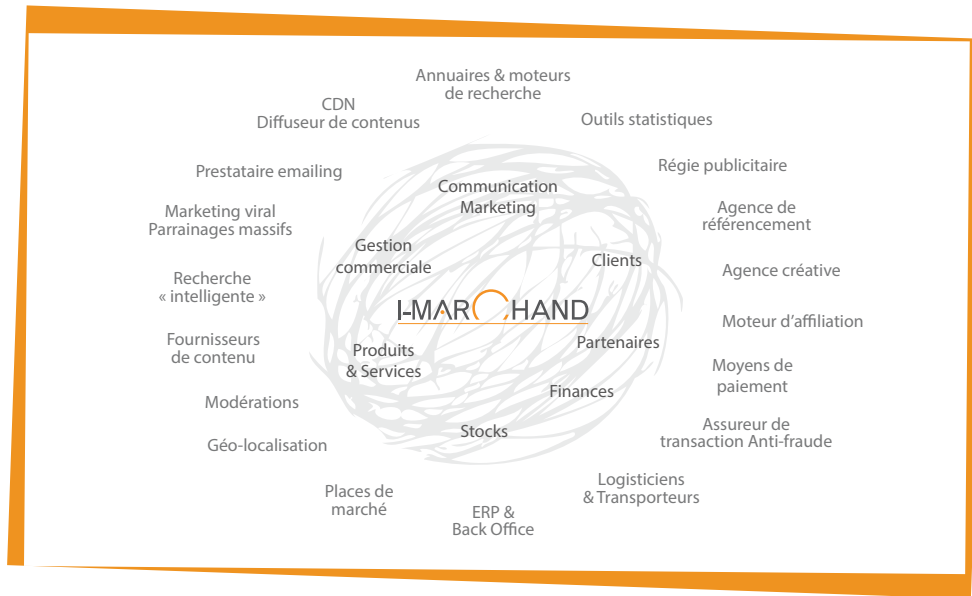 Annuaires & moteurs
de recherche
CDN
Diffuseur de contenus
Outils statistiques
Prestataire emailing
Régie publicitaire
Communication
Marketing
Marketing viral
Parrainages massifs
Agence de
référencement
Gestion
commerciale
Clients
Recherche
« intelligente »
Agence créative
I-MARCHAND
Moteur d'affiliation
Fournisseurs
de contenu
Produits
& Services
Partenaires
Moyens de
paiement
Finances
Modérations
Stocks
Assureur de
transaction Anti-fraude
Géo-localisation
Logisticiens
& Transporteurs
Places de
marché
ERP &
Back Office